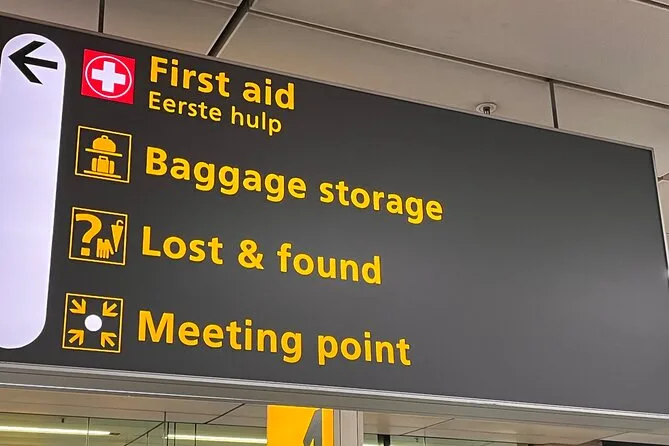 First aid
Eerste hulp
Baggage storage
Lost & found
Meeting point